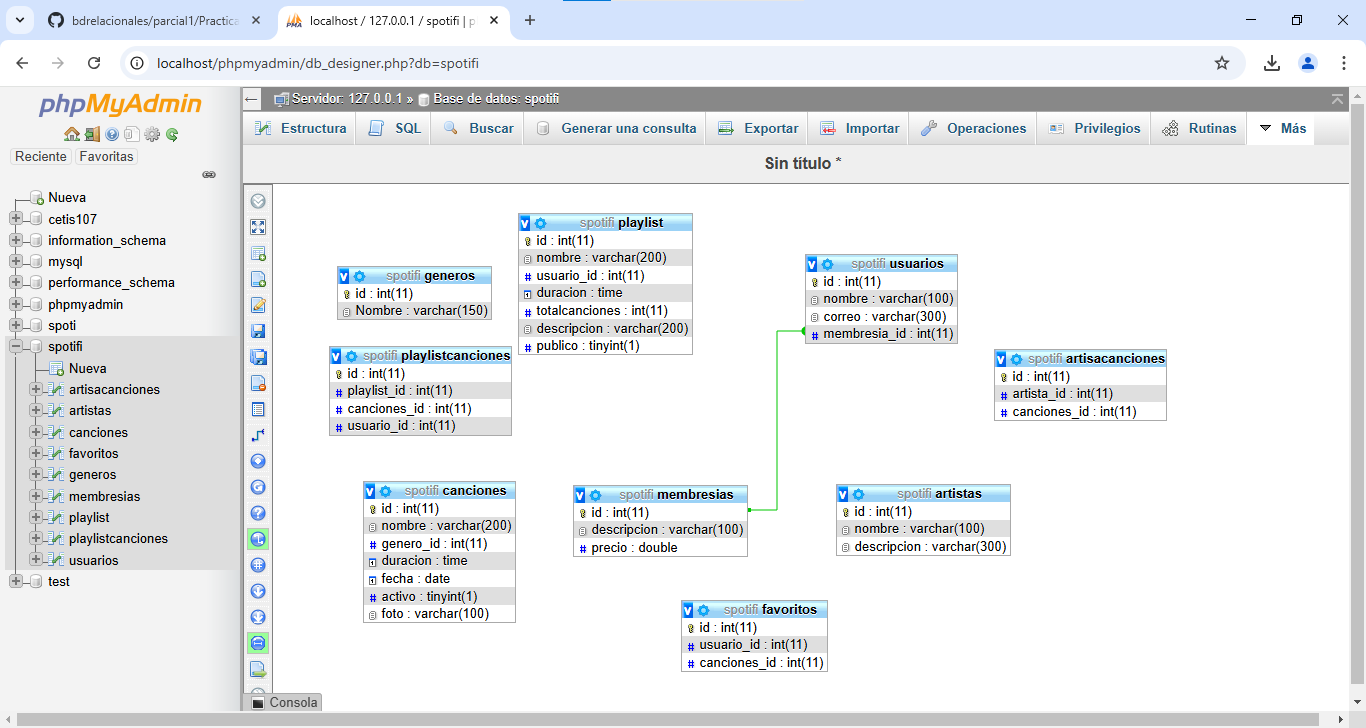 bdrelacionales/parcial1/Practica
localhost / 127.0.0.1 / spotifi | p
localhost/phpmyadmin/db_designer.php?db=spotifi
phpMyAdmin
Reciente Favoritas
Nueva
cetis107
information_schema
mysql
performance_schema
phpmyadmin
spoti
spotifi
Nueva
artisacanciones
artistas
canciones
favoritos
generos
membresias
playlist
playlistcanciones
usuarios
test
Servidor: 127.0.0.1 » Base de datos: spotifi
Estructura SQL Buscar Generar una consulta Exportar Importar Operaciones Privilegios Rutinas Más
Sin título *
spotifi playlist
id : int(11)
nombre : varchar(200)
usuario_id : int(11)
duracion : time
totalcanciones : int(11)
descripcion : varchar(200)
publico : tinyint(1)
spotifi usuarios
id : int(11)
nombre : varchar(100)
correo : varchar(300)
membresia_id : int(11)
spotifi generos
id : int(11)
Nombre : varchar(150)
spotifi playlistcanciones
id : int(11)
playlist_id : int(11)
canciones_id : int(11)
usuario_id : int(11)
spotifi artisacanciones
id : int(11)
artista_id : int(11)
canciones_id : int(11)
spotifi canciones
id : int(11)
nombre : varchar(200)
genero_id : int(11)
duracion : time
fecha : date
activo : tinyint(1)
foto : varchar(100)
spotifi membresias
id : int(11)
descripcion : varchar(100)
precio : double
spotifi artistas
id : int(11)
nombre : varchar(100)
descripcion : varchar(300)
spotifi favoritos
id : int(11)
usuario_id : int(11)
canciones_id : int(11)
Consola